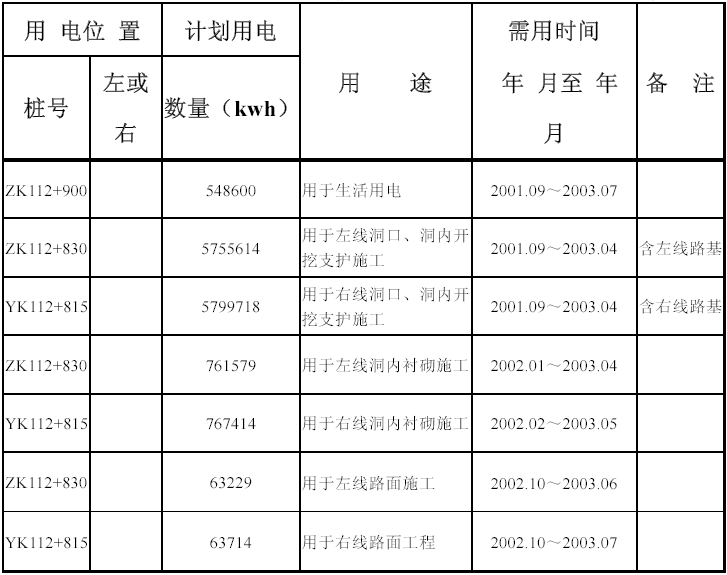 用 电位 置 计划用电 需用时间
用 途 年 月至 年 备 注
桩号 左或 数量（kwh）
右 月
ZK112+900 548600 用于生活用电 2001.09～2003.07
ZK112+830 5755614 用于左线洞口、洞内开 2001.09～2003.04 含左线路基
挖支护施工
YK112+815 5799718 用于右线洞口、洞内开 2001.09～2003.04 含右线路基
挖支护施工
ZK112+830 761579 用于左线洞内衬砌施工 2002.01～2003.04
YK112+815 767414 用于右线洞内衬砌施工 2002.02～2003.05
ZK112+830 63229 用于左线路面施工 2002.10～2003.06
YK112+815 63714 用于右线路面工程 2002.10～2003.07